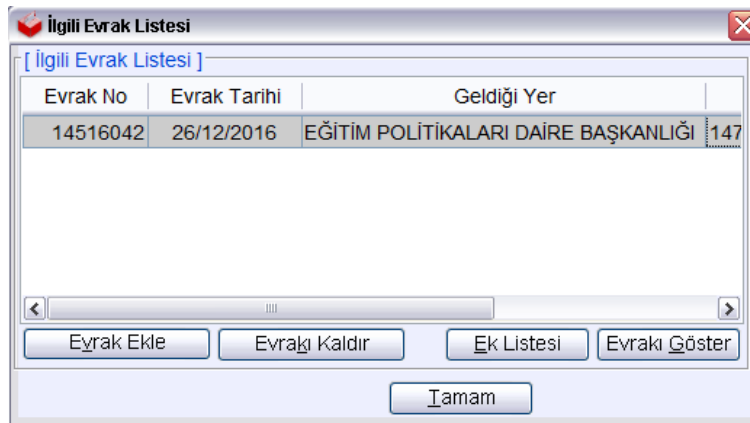 İlgili Evrak Listesi
[ İlgili Evrak Listesi ]
Evrak No Evrak Tarihi Geldiği Yer
14516042 26/12/2016 EĞİTİM POLİTİKALARI DAİRE BAŞKANLIĞI 147
Evrak Ekle Evrakı Kaldır Ek Listesi Evrakı Göster
Tamam